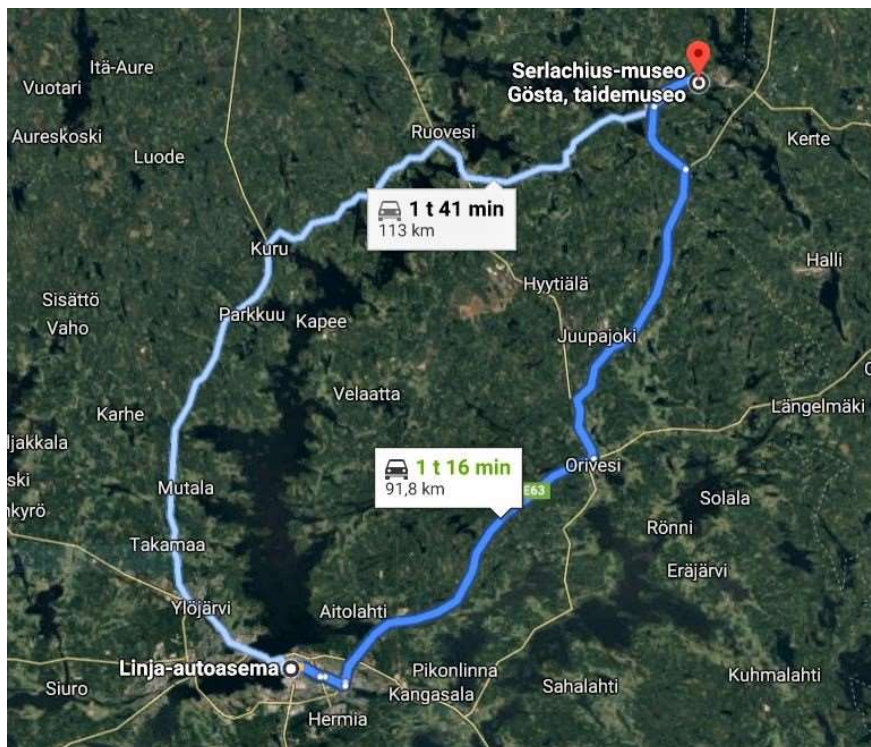 Serlachius-museo
Gösta, taidemuseo
Itä-Aure
Vuotari
Aureskoski
Luode
Ruovesi
Kerte
1 t 41 min
113 km
Kuru
Halli
Hyytiälä
Sisättö
Vaho
Parkkuu
Kapee
Juupajoki
Velaatta
Karhe
Längelmäki
1 t 16 min
91,8 km
Orivesi
E63
Mutala
Solala
Rönni
Takamaa
Eräjärvi
Ylöjärvi
Aitolahti
Linja-autoasema
Pikonlinna
Kuhmalahti
Siuro
Kangasala
Sahalahti
Hermia